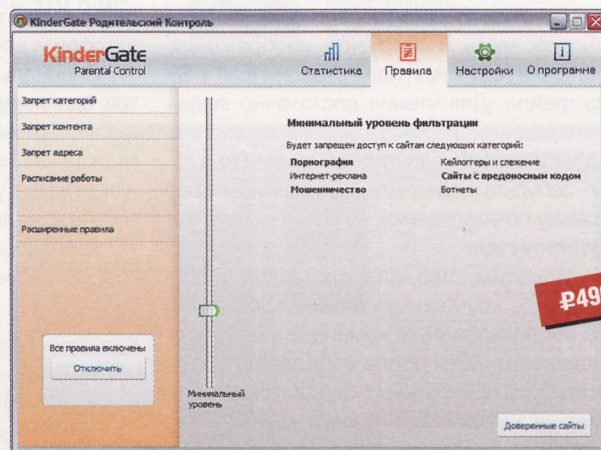 KinderGate Родительский Контроль
KinderGate
Parental Control
Статистика
Правила
Настройки
О программе
Запрет категорий
Запрет контента
Запрет адреса
Расписание работы
Расширенные правила
Все правила включены
Отключить
Минимальный
уровень
Минимальный уровень фильтрации
Будет запрещен доступ к сайтам следующих категорий:
Порнография Кейлоггеры и слежение
Интернет-реклама Сайты с вредоносным кодом
Мошенничество Ботнеты
Доверенные сайты